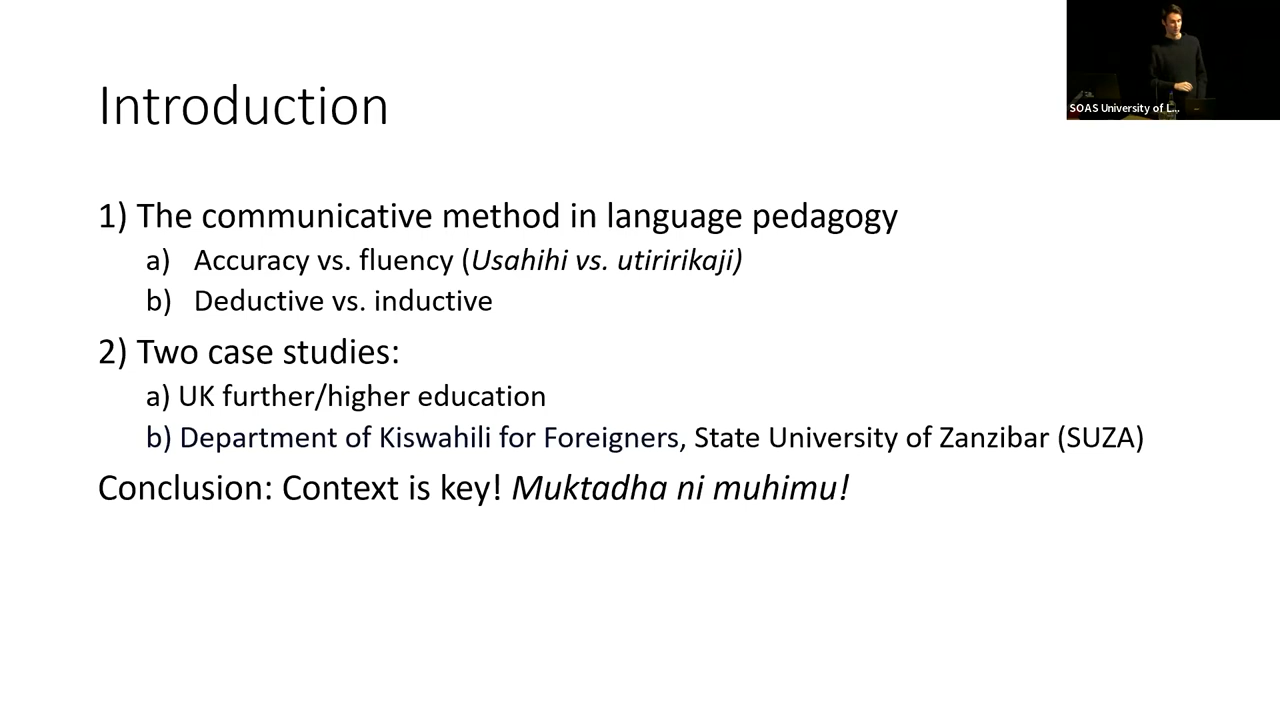 SOAS University of L...
Introduction
1) The communicative method in language pedagogy
a) Accuracy vs. fluency (Usahihi vs. utiririkaji)
b) Deductive vs. inductive
2) Two case studies:
a) UK further/higher education
b) Department of Kiswahili for Foreigners, State University of Zanzibar (SUZA)
Conclusion: Context is key! Muktadha ni muhimu!